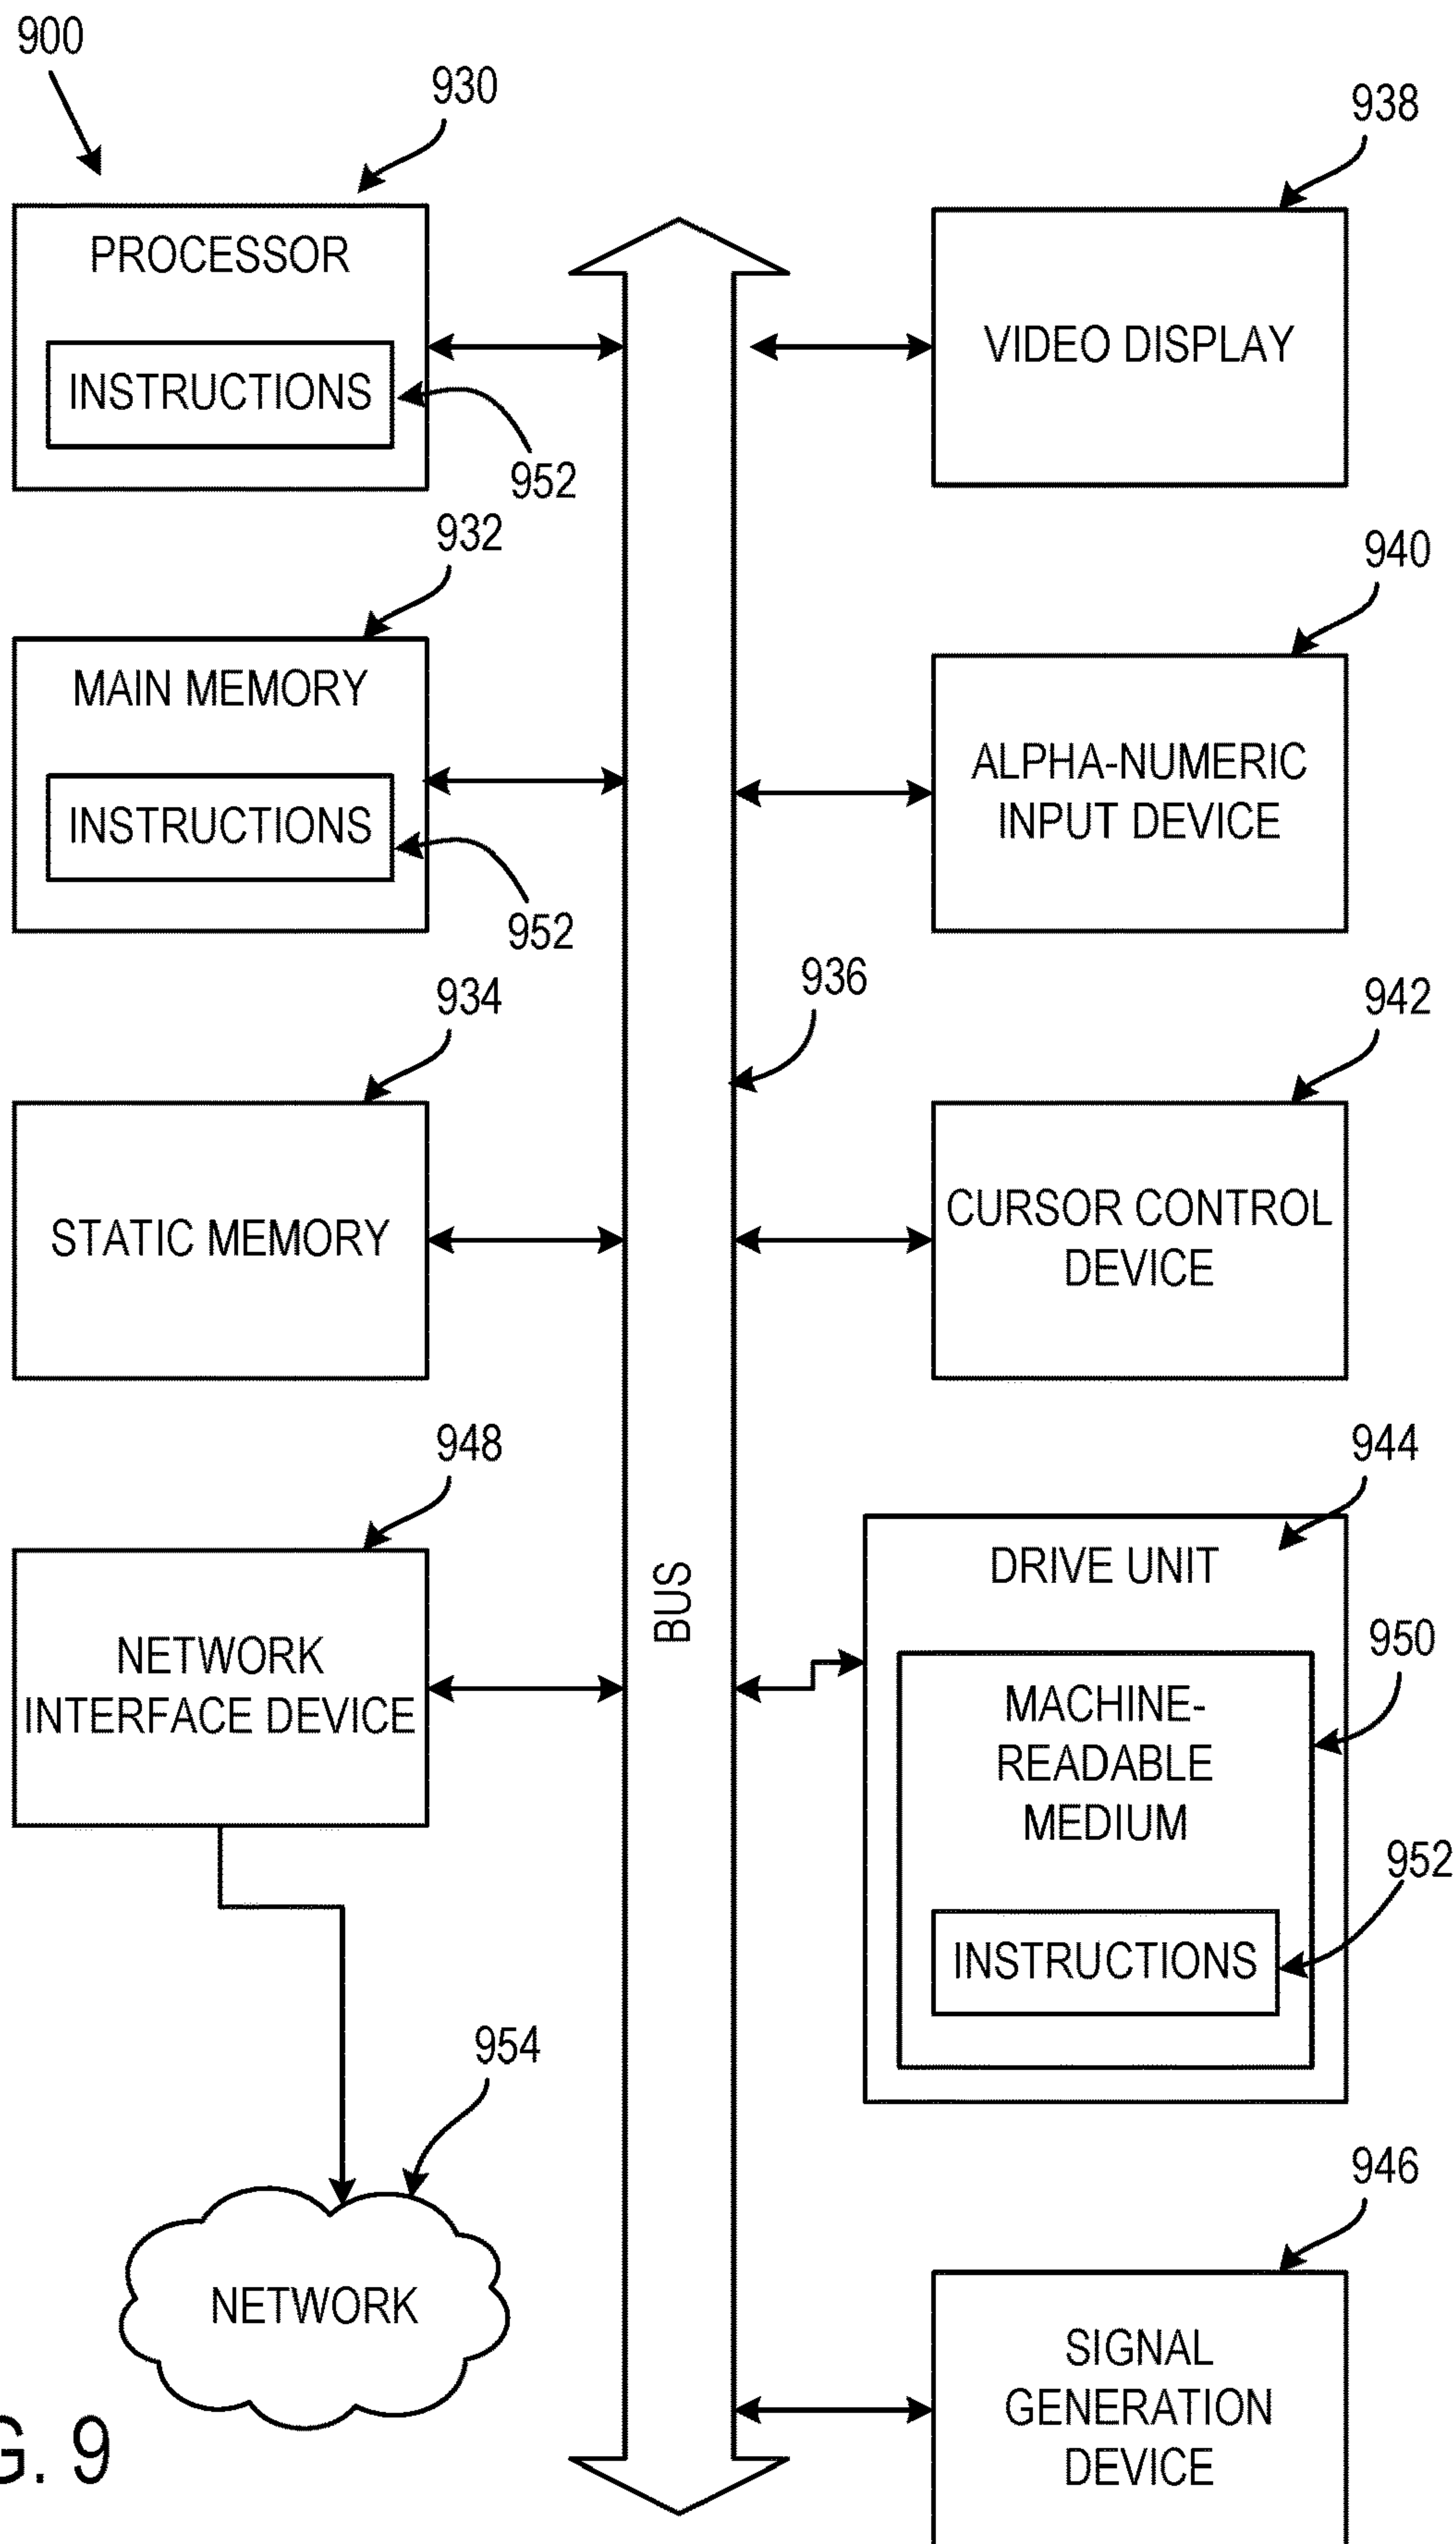 900
930
PROCESSOR
INSTRUCTIONS
952
932
MAIN MEMORY
INSTRUCTIONS
952
934
STATIC MEMORY
948
NETWORK
INTERFACE DEVICE
954
NETWORK
BUS
936
938
VIDEO DISPLAY
940
ALPHA-NUMERIC
INPUT DEVICE
942
CURSOR CONTROL
DEVICE
944
DRIVE UNIT
950
MACHINE-
READABLE
MEDIUM
952
INSTRUCTIONS
946
SIGNAL
GENERATION
DEVICE
G. 9